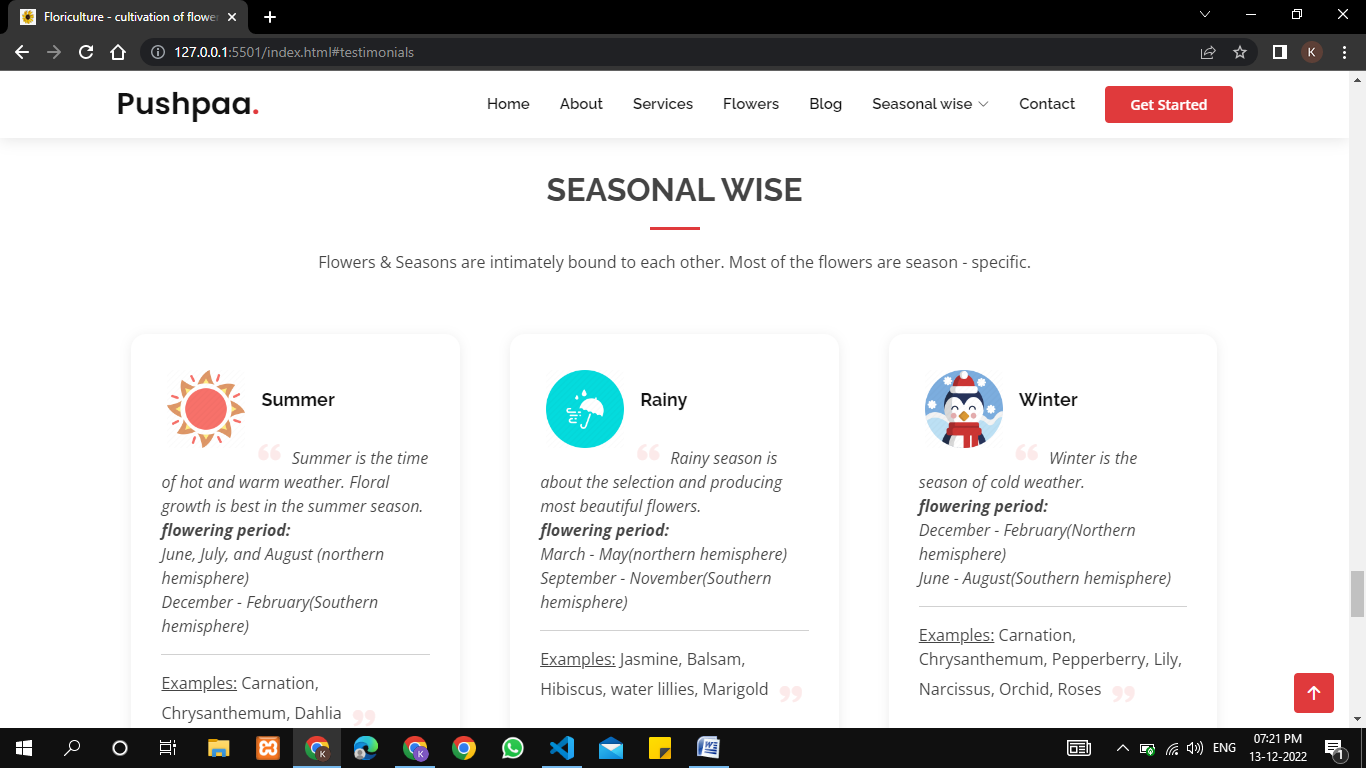 Floriculture - cultivation of flower
127.0.0.1:5501/index.html#testimonials
K
Pushpaa.
Home About Services Flowers Blog Seasonal wise Contact Get Started
SEASONAL WISE
Flowers & Seasons are intimately bound to each other. Most of the flowers are season - specific.
Summer
“ Summer is the time
of hot and warm weather. Floral
growth is best in the summer season.
flowering period:
June, July, and August (northern
hemisphere)
December - February(Southern
hemisphere)
Examples: Carnation,
Chrysanthemum, Dahlia ”
Rainy
“ Rainy season is
about the selection and producing
most beautiful flowers.
flowering period:
March - May(northern hemisphere)
September - November(Southern
hemisphere)
Examples: Jasmine, Balsam,
Hibiscus, water lillies, Marigold ”
Winter
“ Winter is the
season of cold weather.
flowering period:
December - February(Northern
hemisphere)
June - August(Southern hemisphere)
Examples: Carnation,
Chrysanthemum, Pepperberry, Lily,
Narcissus, Orchid, Roses ”
K K W ENG 07:21 PM
13-12-2022 1